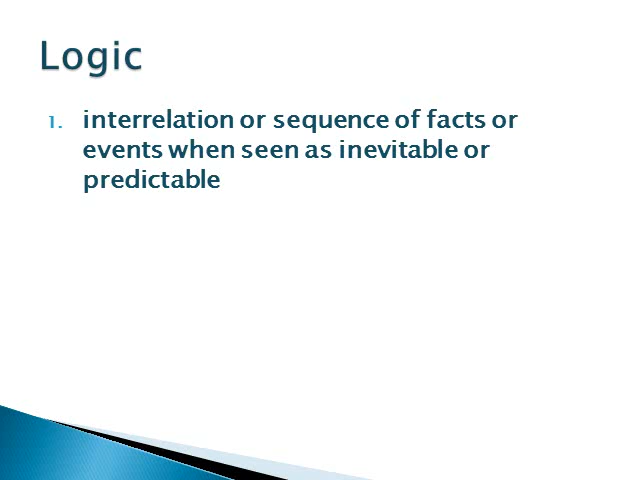 Logic
1. interrelation or sequence of facts or
events when seen as inevitable or
predictable